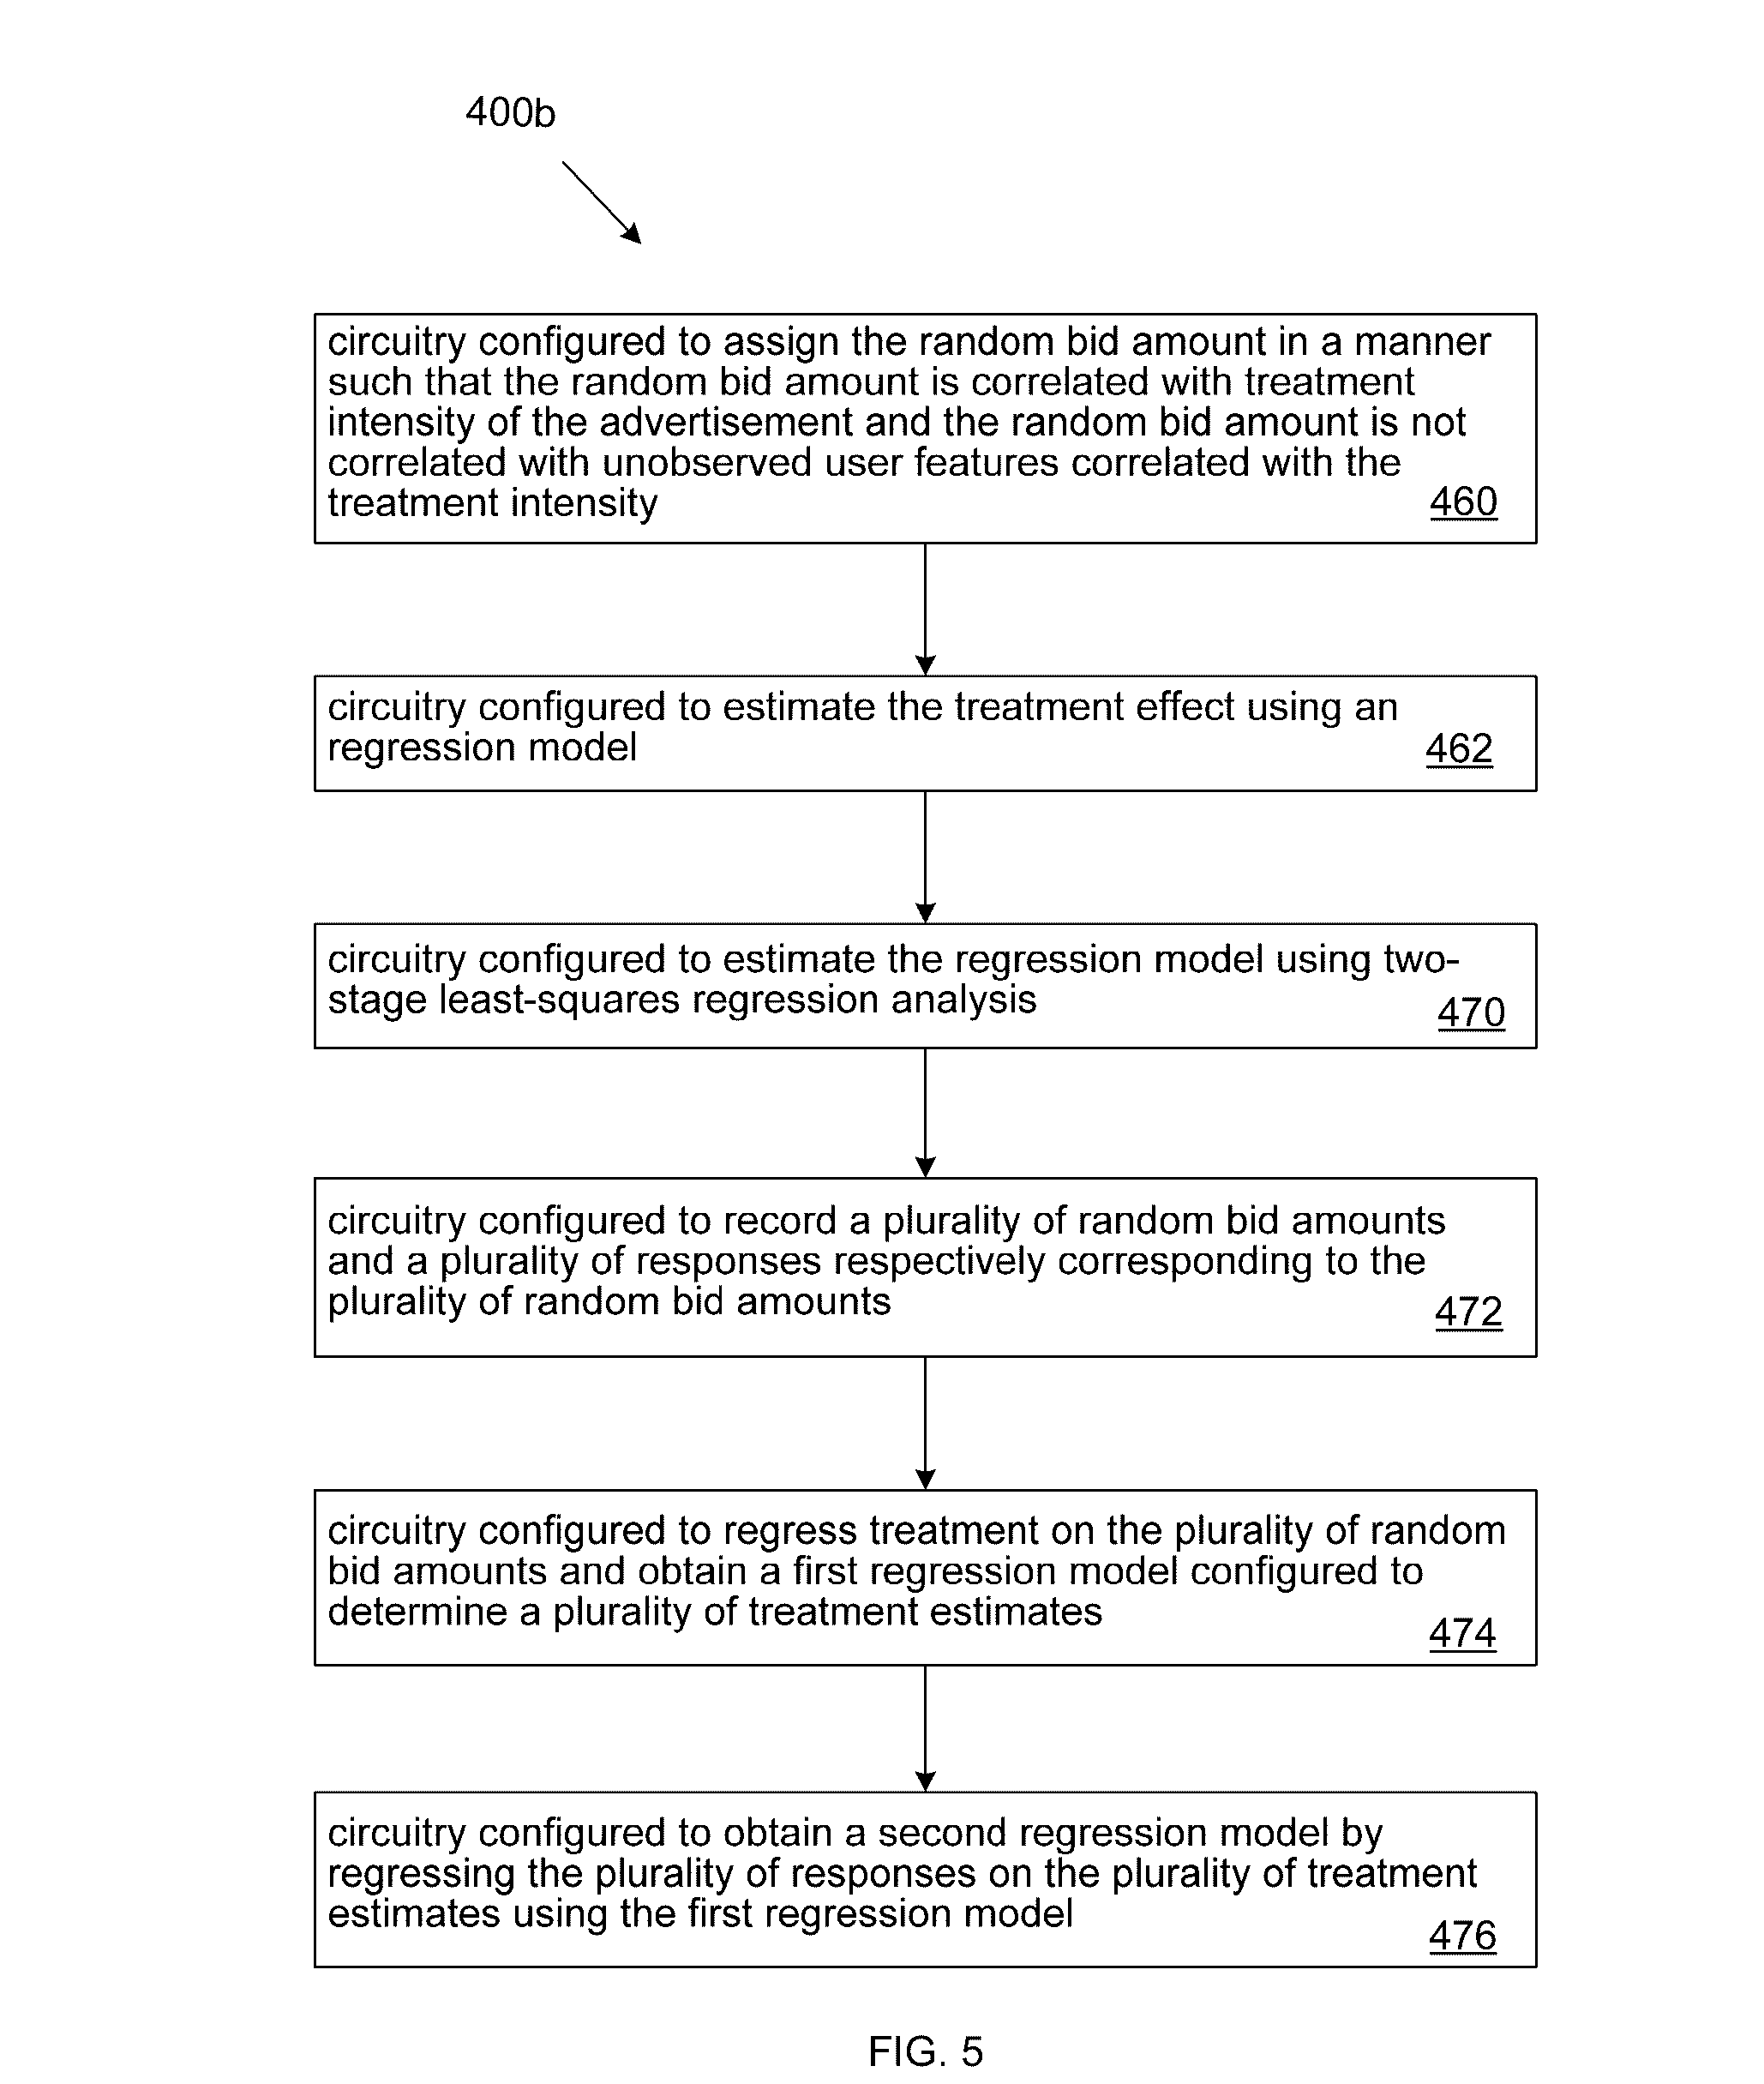 400b
circuitry configured to assign the random bid amount in a manner
such that the random bid amount is correlated with treatment
intensity of the advertisement and the random bid amount is not
correlated with unobserved user features correlated with the
treatment intensity
460
circuitry configured to estimate the treatment effect using an
regression model
462
circuitry configured to estimate the regression model using two-
stage least-squares regression analysis
470
circuitry configured to record a plurality of random bid amounts
and a plurality of responses respectively corresponding to the
plurality of random bid amounts
472
circuitry configured to regress treatment on the plurality of random
bid amounts and obtain a first regression model configured to
determine a plurality of treatment estimates
474
circuitry configured to obtain a second regression model by
regressing the plurality of responses on the plurality of treatment
estimates using the first regression model
476
FIG. 5